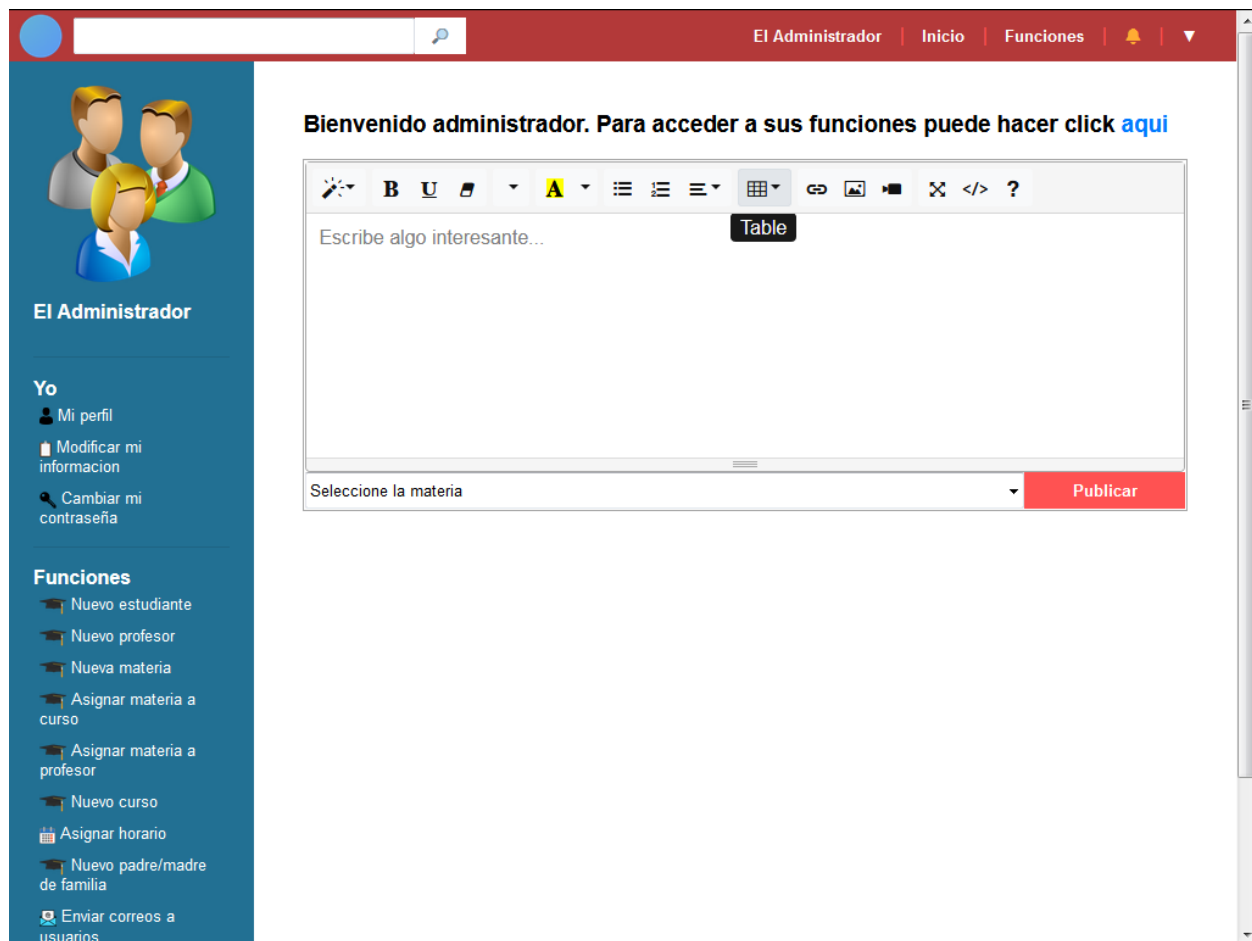 El Administrador | Inicio | Funciones | ▼
Bienvenido administrador. Para acceder a sus funciones puede hacer click aqui
B U A </> ?
Table
Escribe algo interesante...
Seleccione la materia
Publicar
El Administrador
Yo
Mi perfil
Modificar mi
informacion
Cambiar mi
contraseña
Funciones
Nuevo estudiante
Nuevo profesor
Nueva materia
Asignar materia a
curso
Asignar materia a
profesor
Nuevo curso
Asignar horario
Nuevo padre/madre
de familia
Enviar correos a
usuarios